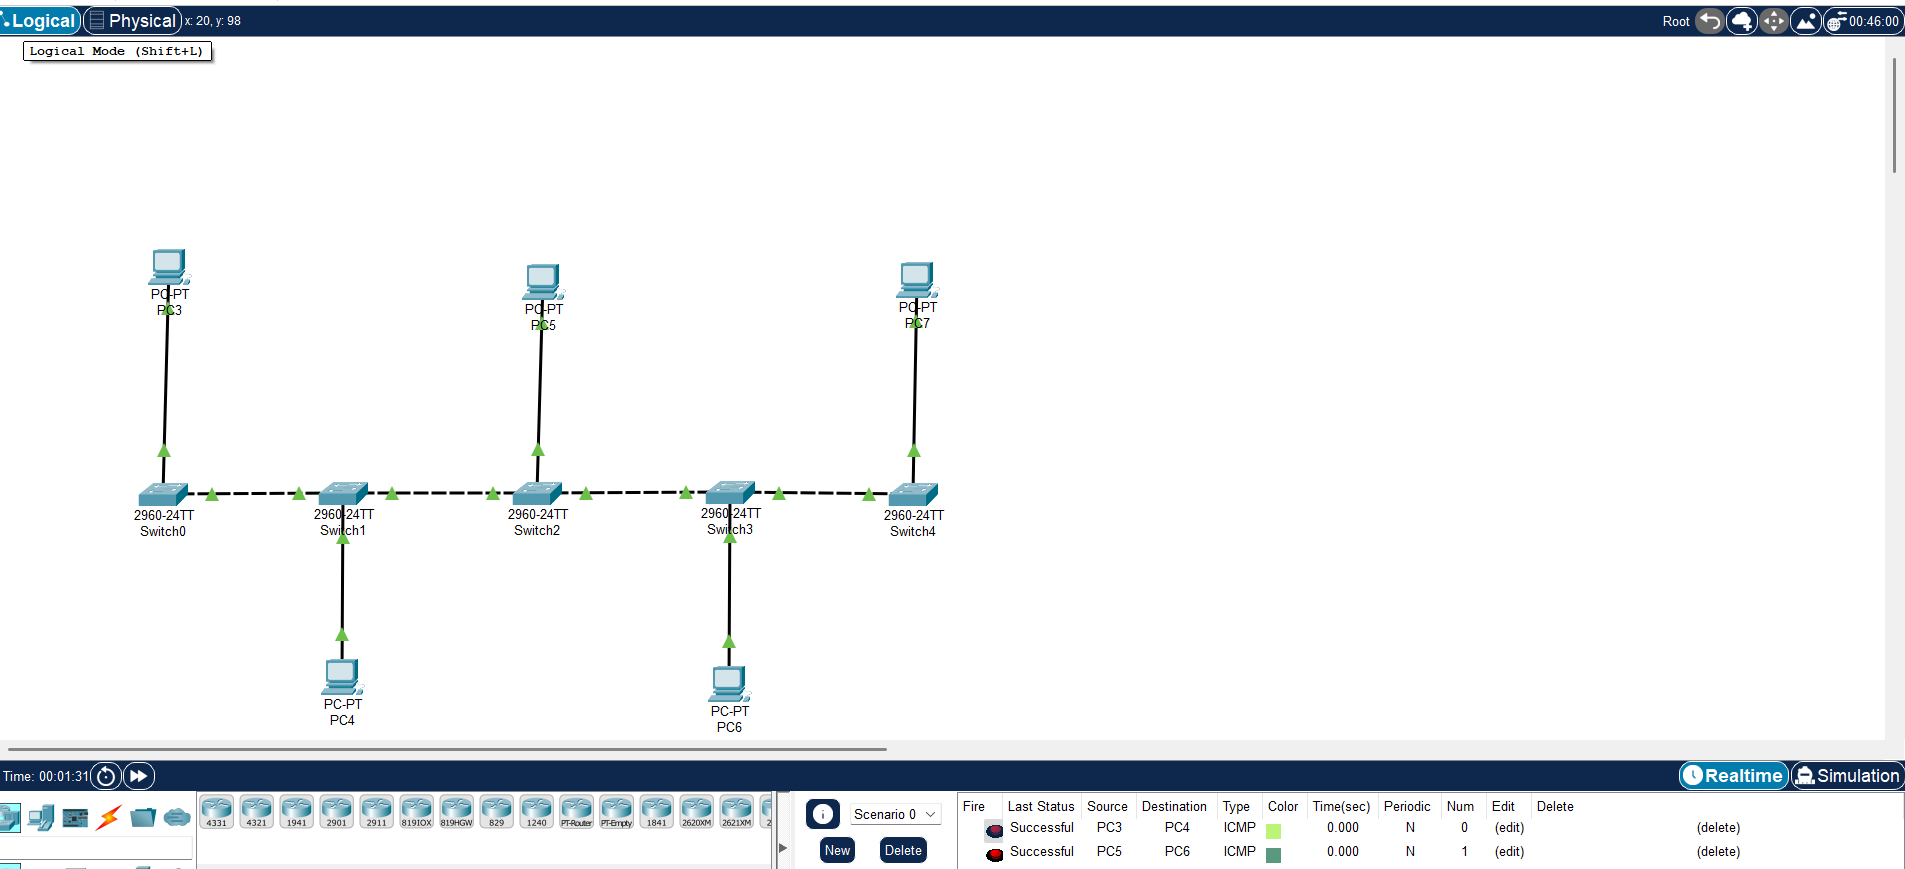 Logical Physical x: 20, y: 98 Root 00:46:00
Logical Mode (Shift+L)
PC-PT
PC3
PC-PT
PC5
PC-PT
PC7
2960-24TT
Switch0
2960-24TT
Switch1
2960-24TT
Switch2
2960-24TT
Switch3
2960-24TT
Switch4
PC-PT
PC4
PC-PT
PC6
Time: 00:01:31 Realtime Simulation
4331 4321 1941 2901 2911 819IOX 819HGW 829 1240 PT-Router PT-Empty 1841 2620XM 2621XM 2
Scenario 0
New Delete
Fire Last Status Source Destination Type Color Time(sec) Periodic Num Edit Delete
Successful PC3 PC4 ICMP 0.000 N 0 (edit) (delete)
Successful PC5 PC6 ICMP 0.000 N 1 (edit) (delete)